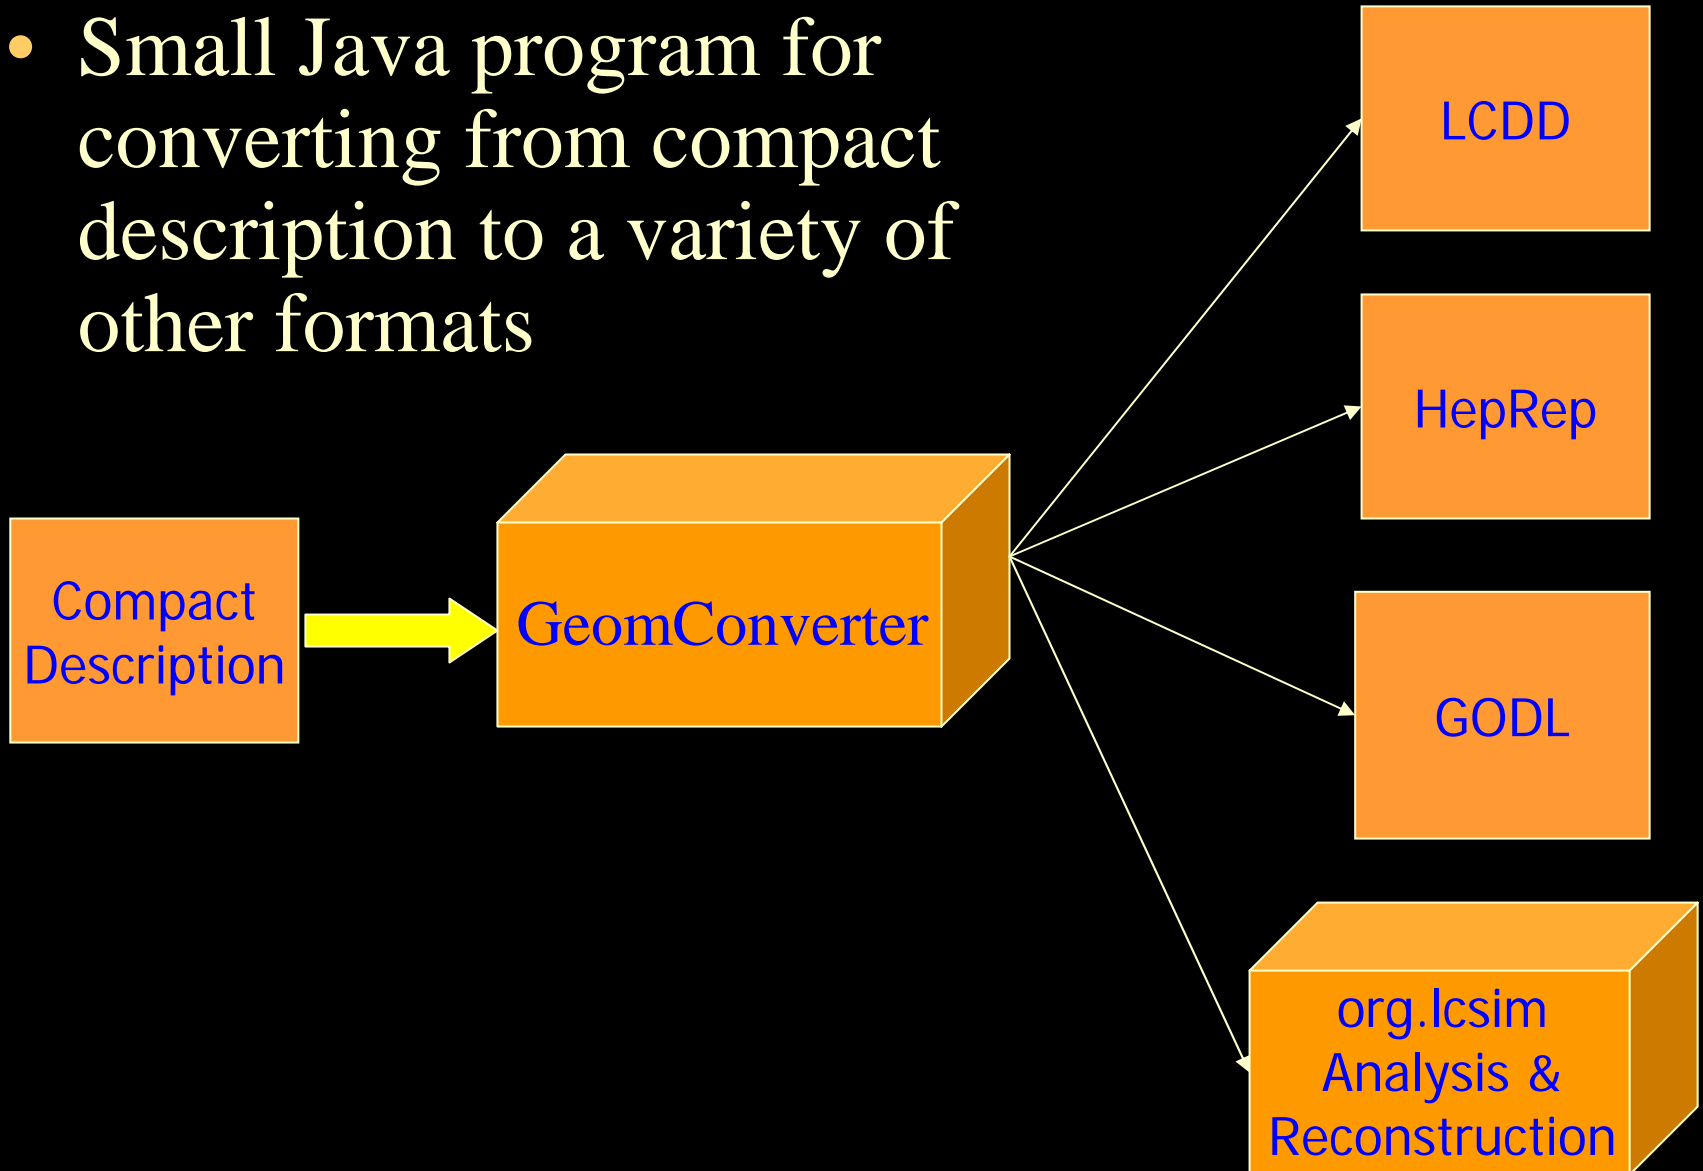 • Small Java program for
converting from compact
description to a variety of
other formats
LCDD
HepRep
Compact
Description
GeomConverter
GODL
org.lcsim
Analysis &
Reconstruction